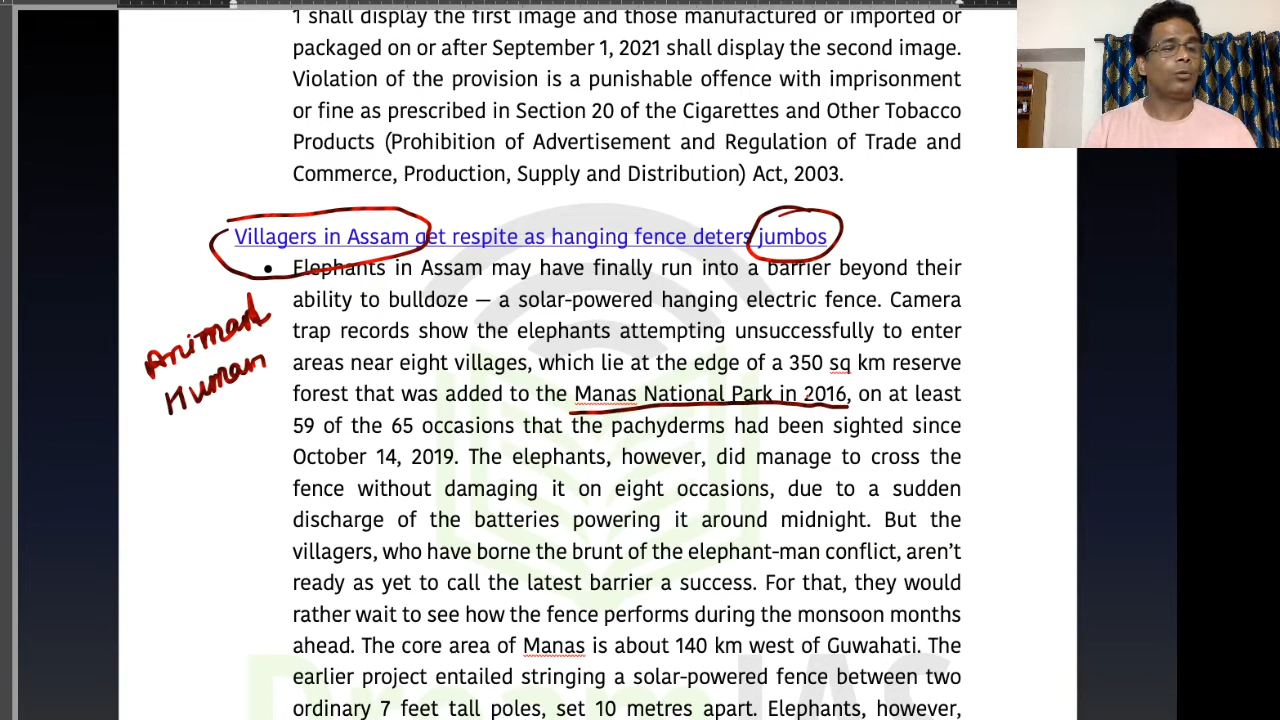 1 shall display the first image and those manufactured or imported or
packaged on or after September 1, 2021 shall display the second image.
Violation of the provision is a punishable offence with imprisonment
or fine as prescribed in Section 20 of the Cigarettes and Other Tobacco
Products (Prohibition of Advertisement and Regulation of Trade and
Commerce, Production, Supply and Distribution) Act, 2003.
Villagers in Assam get respite as hanging fence deters jumbos
• Elephants in Assam may have finally run into a barrier beyond their
ability to bulldoze — a solar-powered hanging electric fence. Camera
trap records show the elephants attempting unsuccessfully to enter
areas near eight villages, which lie at the edge of a 350 sq km reserve
forest that was added to the Manas National Park in 2016, on at least
59 of the 65 occasions that the pachyderms had been sighted since
October 14, 2019. The elephants, however, did manage to cross the
fence without damaging it on eight occasions, due to a sudden
discharge of the batteries powering it around midnight. But the
villagers, who have borne the brunt of the elephant-man conflict, aren't
ready as yet to call the latest barrier a success. For that, they would
rather wait to see how the fence performs during the monsoon months
ahead. The core area of Manas is about 140 km west of Guwahati. The
earlier project entailed stringing a solar-powered fence between two
ordinary 7 feet tall poles, set 10 metres apart. Elephants, however,
Human